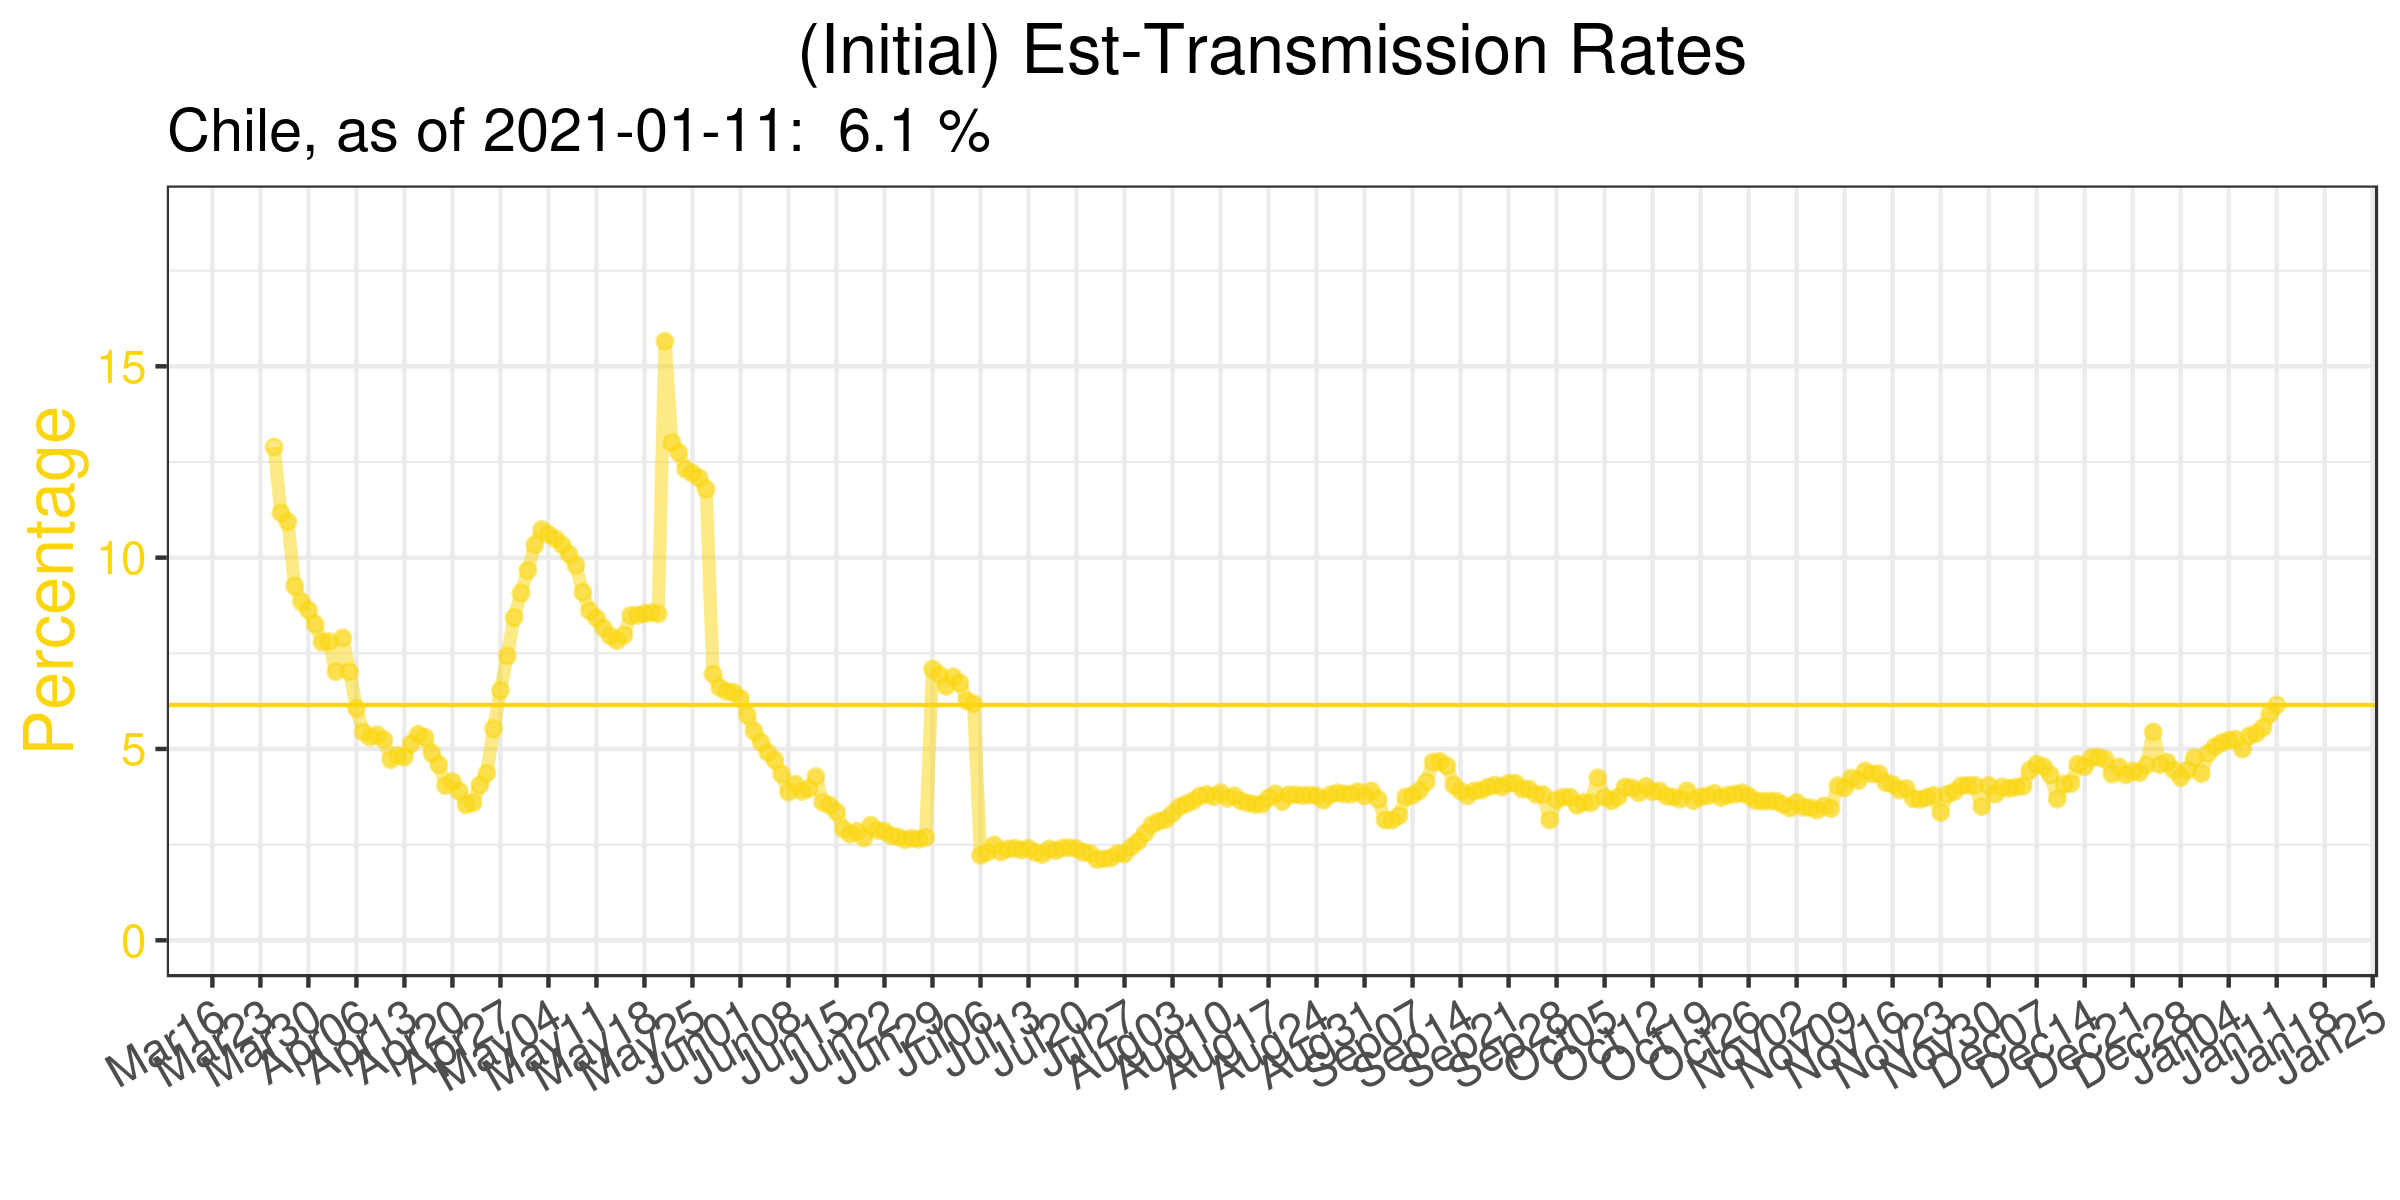 (Initial) Est-Transmission Rates
Chile, as of 2021-01-11:  6.1 %
Percentage
15
10
5
0
Mar16
Mar23
Mar30
Apr06
Apr13
Apr20
Apr27
May04
May11
May18
May25
Jun01
Jun08
Jun15
Jun22
Jun29
Jul06
Jul13
Jul20
Jul27
Aug03
Aug10
Aug17
Aug24
Aug31
Sep07
Sep14
Sep21
Sep28
Oct05
Oct12
Oct19
Oct26
Nov02
Nov09
Nov16
Nov23
Nov30
Dec07
Dec14
Dec21
Dec28
Jan04
Jan11
Jan18
Jan25